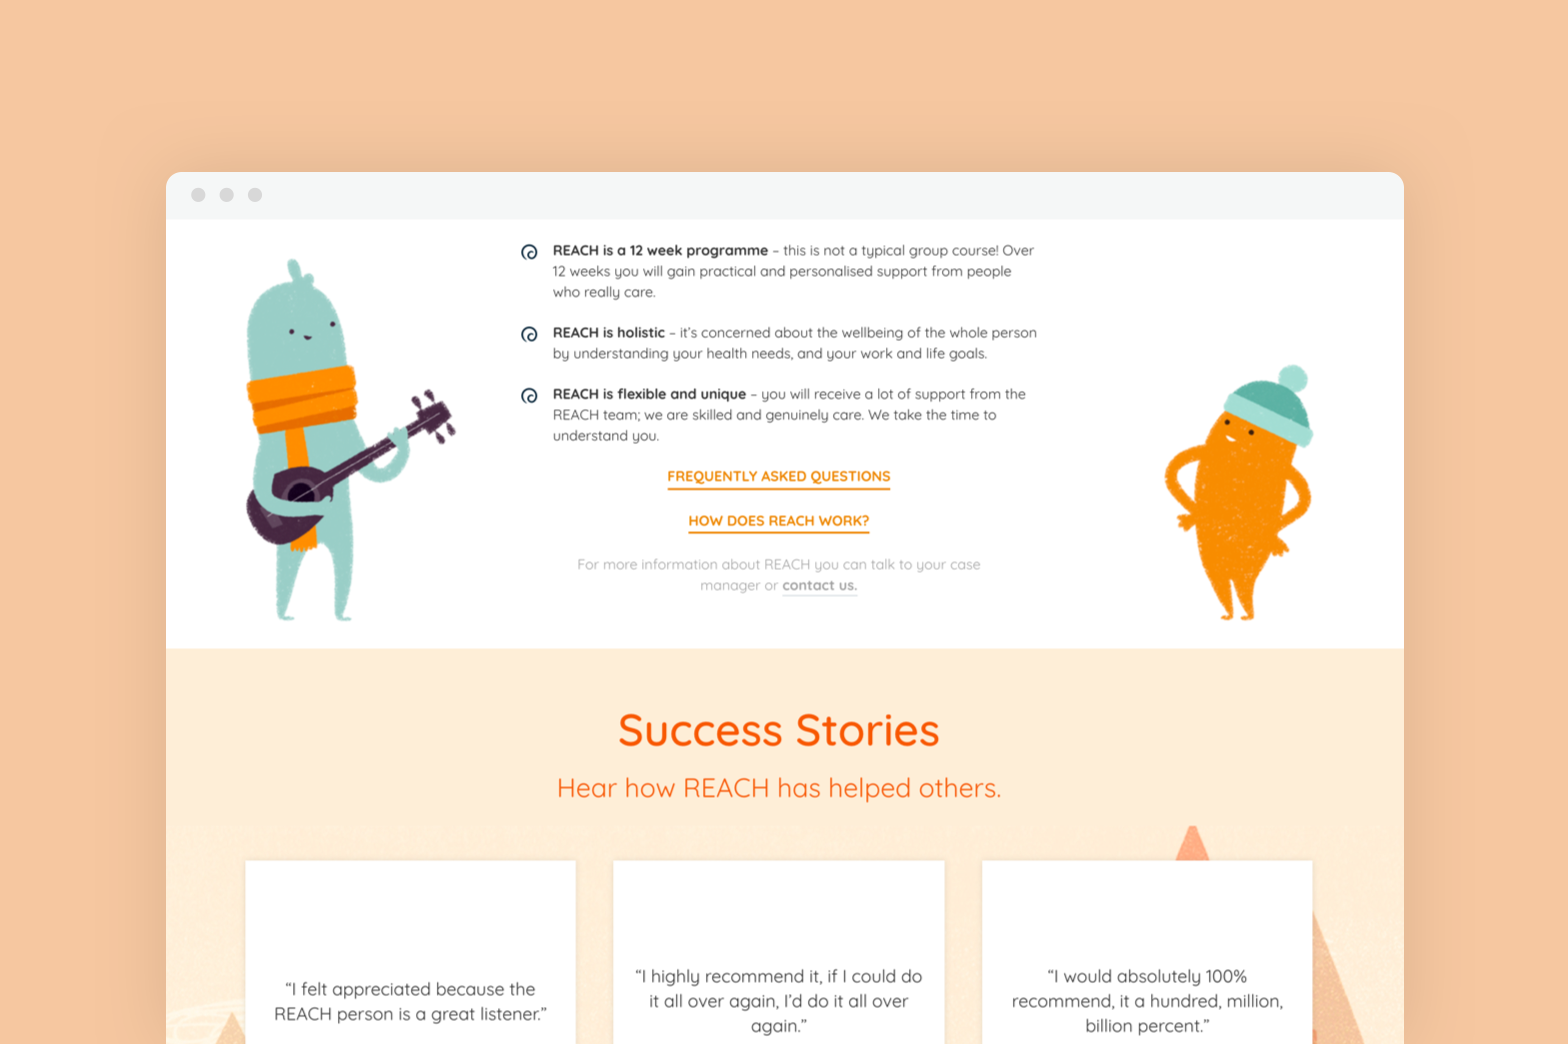 REACH is a 12 week programme – this is not a typical group course! Over
12 weeks you will gain practical and personalised support from people
who really care.
REACH is holistic – it’s concerned about the wellbeing of the whole person
by understanding your health needs, and your work and life goals.
REACH is flexible and unique – you will receive a lot of support from the
REACH team; we are skilled and genuinely care. We take the time to
understand you.
FREQUENTLY ASKED QUESTIONS
HOW DOES REACH WORK?
For more information about REACH you can talk to your case
manager or contact us.
Success Stories
Hear how REACH has helped others.
“I felt appreciated because the
REACH person is a great listener.”
“I highly recommend it, if I could do
it all over again, I’d do it all over
again.”
“I would absolutely 100%
recommend, it a hundred, million,
billion percent.”